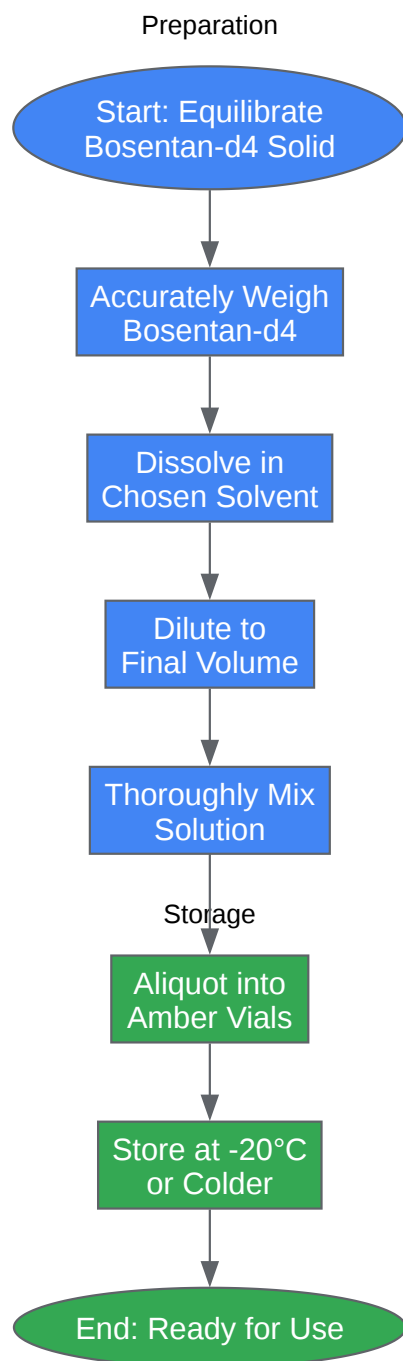 Preparation
Start: Equilibrate
Bosentan-d4 Solid
Accurately Weigh
Bosentan-d4
Dissolve in
Chosen Solvent
Dilute to
Final Volume
Thoroughly Mix
Solution
Storage
Aliquot into
Amber Vials
Store at -20°C
or Colder
End: Ready for Use